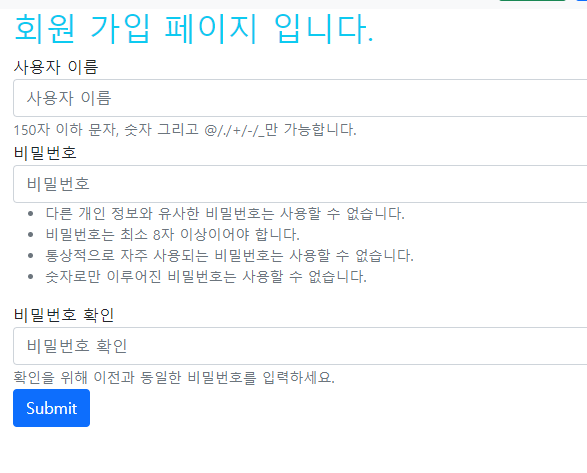 회원 가입 페이지 입니다.
사용자 이름
사용자 이름
150자 이하 문자, 숫자 그리고 @/./+/-/_만 가능합니다.
비밀번호
비밀번호
다른 개인 정보와 유사한 비밀번호는 사용할 수 없습니다.
비밀번호는 최소 8자 이상이어야 합니다.
통상적으로 자주 사용되는 비밀번호는 사용할 수 없습니다.
숫자로만 이루어진 비밀번호는 사용할 수 없습니다.
비밀번호 확인
비밀번호 확인
확인을 위해 이전과 동일한 비밀번호를 입력하세요.
Submit